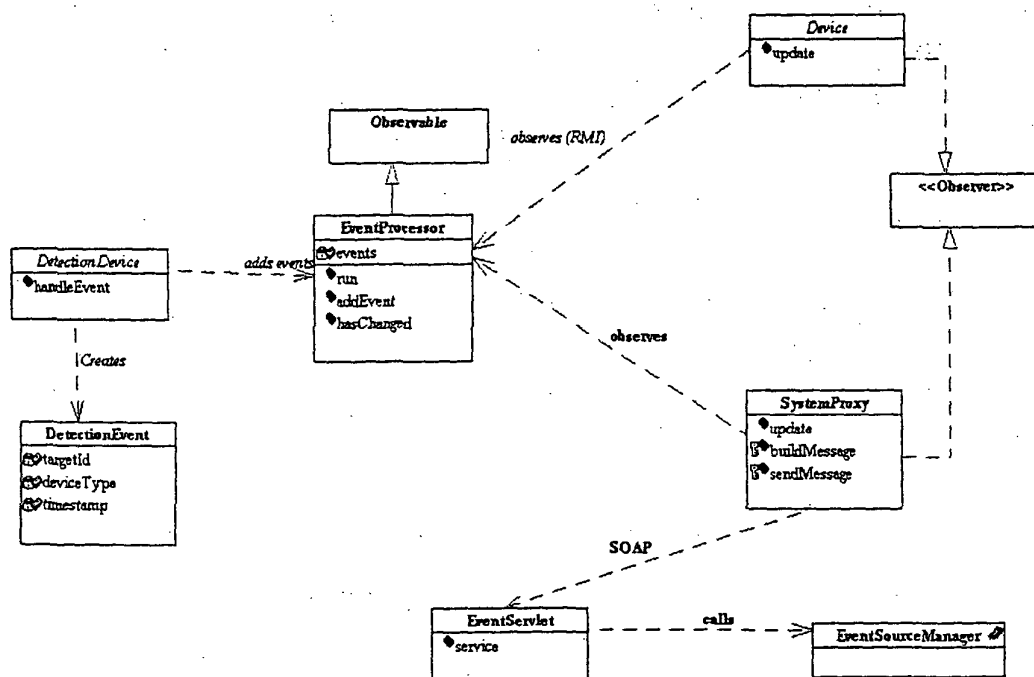 Device
update
Observable
observes (RMI)
<<Observer>>
EventProcessor
events
run
addEvent
hasChanged
DetectionDevice
handleEvent
adds events
Creates
observes
DetectionEvent
targetId
deviceType
timestamp
SystemProxy
update
buildMessage
sendMessage
SOAP
EventServlet
service
calls
EventSourceManager